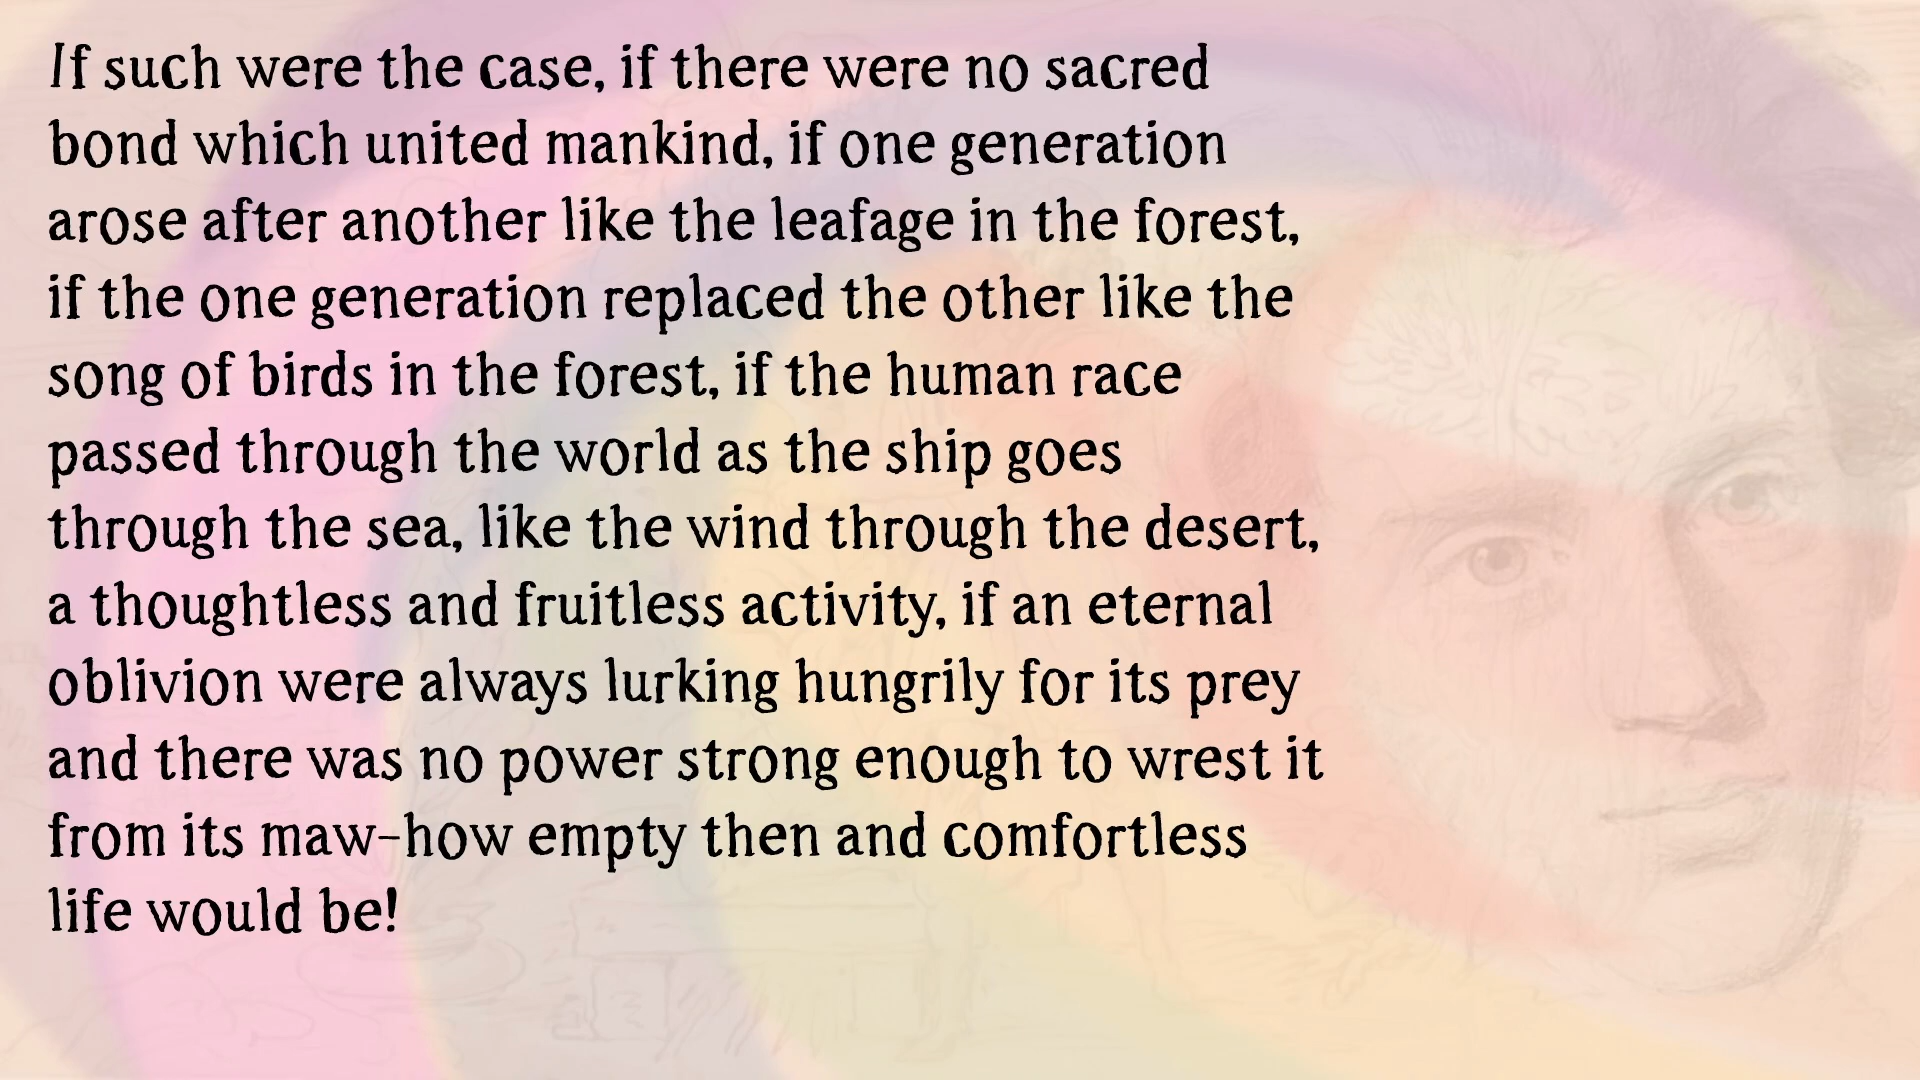 If such were the case, if there were no sacred
bond which united mankind, if one generation
arose after another like the leafage in the forest,
if the one generation replaced the other like the
song of birds in the forest, if the human race
passed through the world as the ship goes
through the sea, like the wind through the desert,
a thoughtless and fruitless activity, if an eternal
oblivion were always lurking hungrily for its prey
and there was no power strong enough to wrest it
from its maw-how empty then and comfortless
life would be!